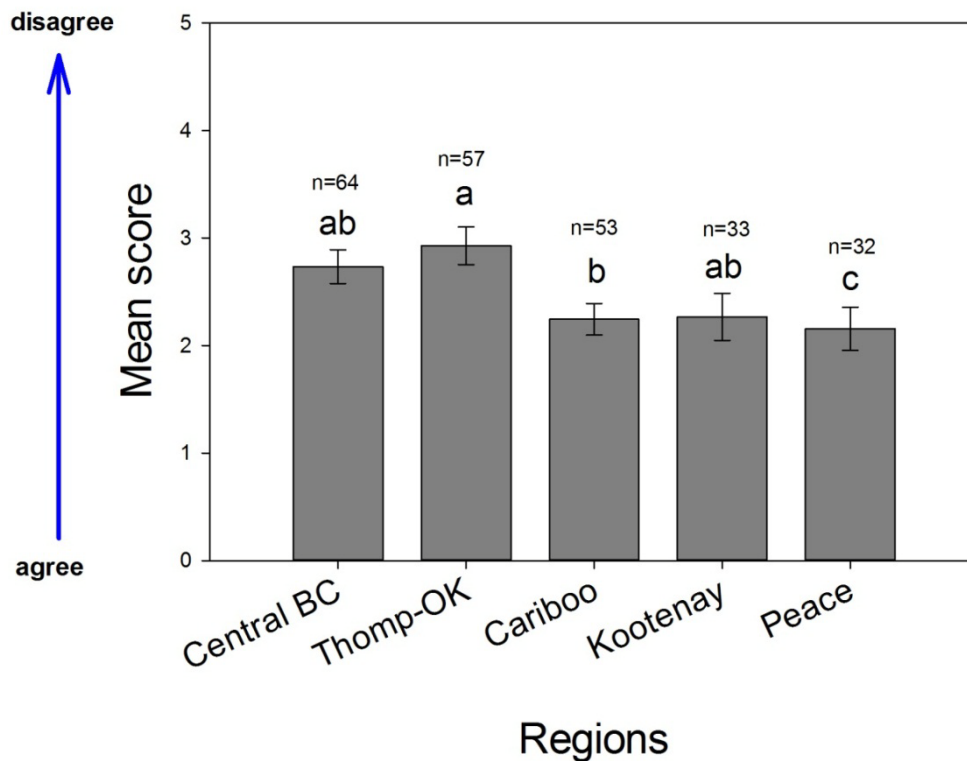 disagree
agree
Mean score
5
4
3
2
1
0
n=64
ab
n=57
a
n=53
b
n=33
ab
n=32
c
Central BC
Thomp-OK
Cariboo
Kootenay
Peace
Regions